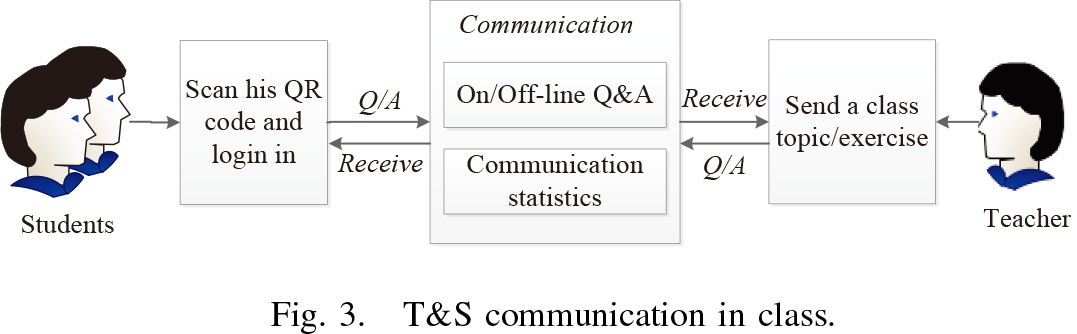 Communication
Scan his QR
code and
login in
Q/A
Receive
On/Off-line Q&A
Communication
statistics
Receive
Q/A
Send a class
topic/exercise
Students
Teacher
Fig. 3. T&S communication in class.